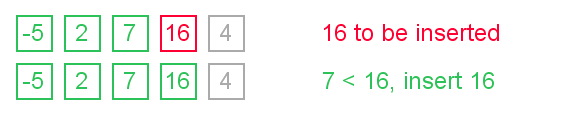 -5 2 7 16 4 16 to be inserted
-5 2 7 16 4 7 < 16, insert 16